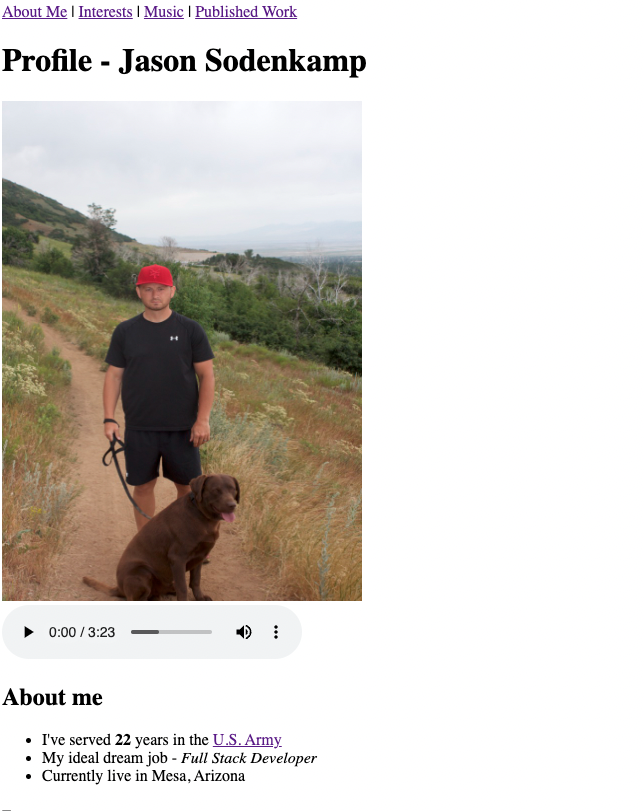 About Me | Interests | Music | Published Work
Profile - Jason Sodenkamp
0:00 / 3:23
About me
I've served 22 years in the U.S. Army
My ideal dream job - Full Stack Developer
Currently live in Mesa, Arizona